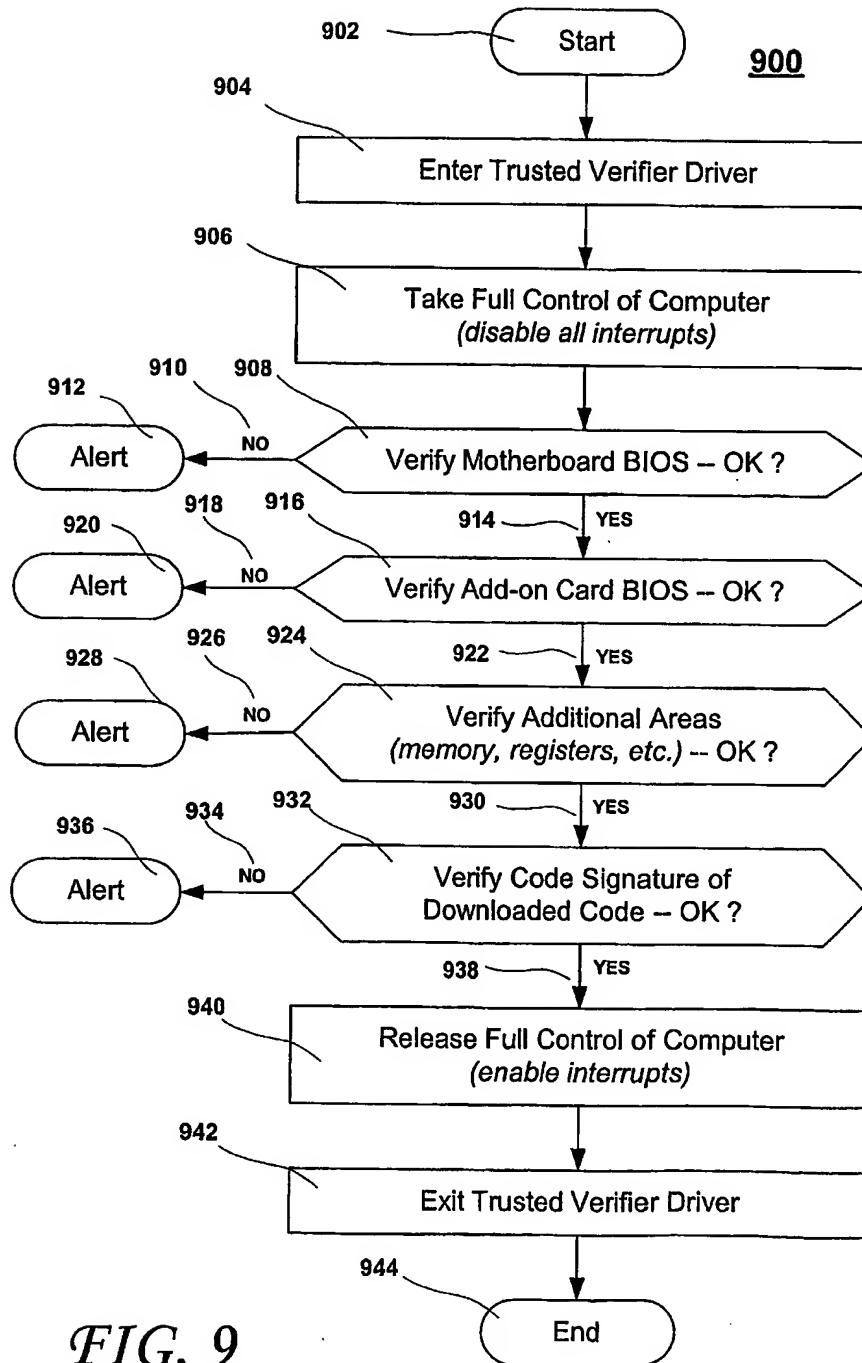 902
Start
900
904
Enter Trusted Verifier Driver
906
Take Full Control of Computer
(disable all interrupts)
910
908
912
Alert
NO
Verify Motherboard BIOS -- OK ?
914
YES
918
916
920
Alert
NO
Verify Add-on Card BIOS -- OK ?
922
YES
926
924
928
Alert
NO
Verify Additional Areas
(memory, registers, etc.) -- OK ?
930
YES
934
932
936
Alert
NO
Verify Code Signature of
Downloaded Code -- OK ?
938
YES
940
Release Full Control of Computer
(enable interrupts)
942
Exit Trusted Verifier Driver
944
End
FIG. 9